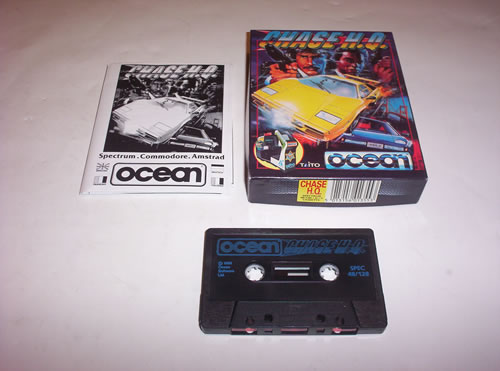 CHASE H.Q.
Spectrum. Commodore. Amstrad
ocean
CHASE H.Q.
TAITO
ocean
CHASE
H.Q.
ocean CHASE H.Q.
SPEC
48/128